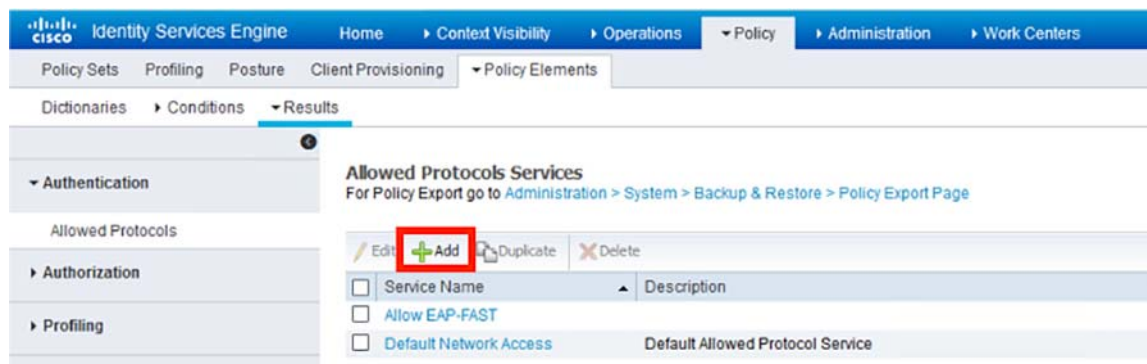 cisco Identity Services Engine Home Context Visibility Operations Policy Administration Work Centers
Policy Sets Profiling Posture Client Provisioning Policy Elements
Dictionaries Conditions Results
Authentication
Allowed Protocols
Authorization
Profiling
Allowed Protocols Services
For Policy Export go to Administration > System > Backup & Restore > Policy Export Page
Edit Add Duplicate Delete
Service Name Description
Allow EAP-FAST
Default Network Access Default Allowed Protocol Service